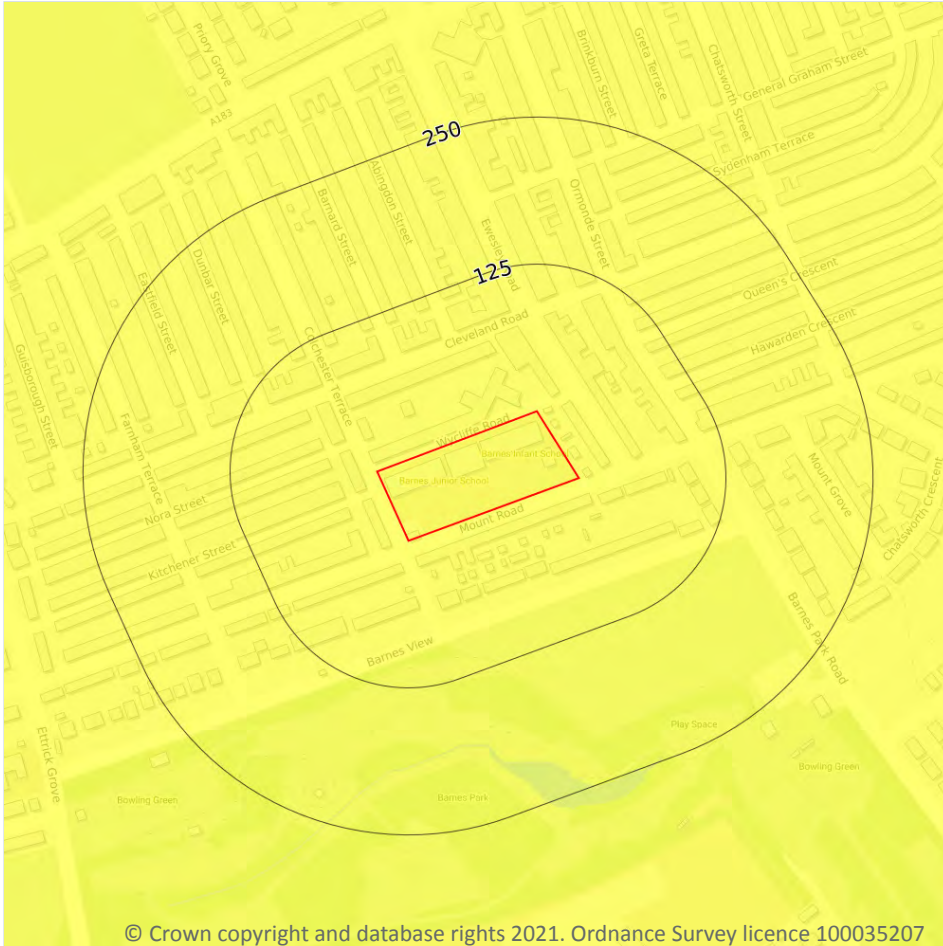 Priory Grove
A183
Brinkburn Street
Greta Terrace
Chatsworth Street
General Graham Street
250
Sydenham Terrace
Abingdon Street
Barnard Street
Ormonde Street
Dunbar Street
Eastfield Street
125
Queen's Crescent
Hawarden Crescent
Cleveland Road
Colchester Terrace
Guisborough Street
Wycliffe Road
Barnes Infant School
Barnes Junior School
Farnham Terrace
Nora Street
Mount Road
Mount Grove
Chatsworth Crescent
Kitchener Street
Barnes View
Barnes Park Road
Play Space
Ettrick Grove
Bowling Green
Barnes Park
Bowling Green
© Crown copyright and database rights 2021. Ordnance Survey licence 100035207